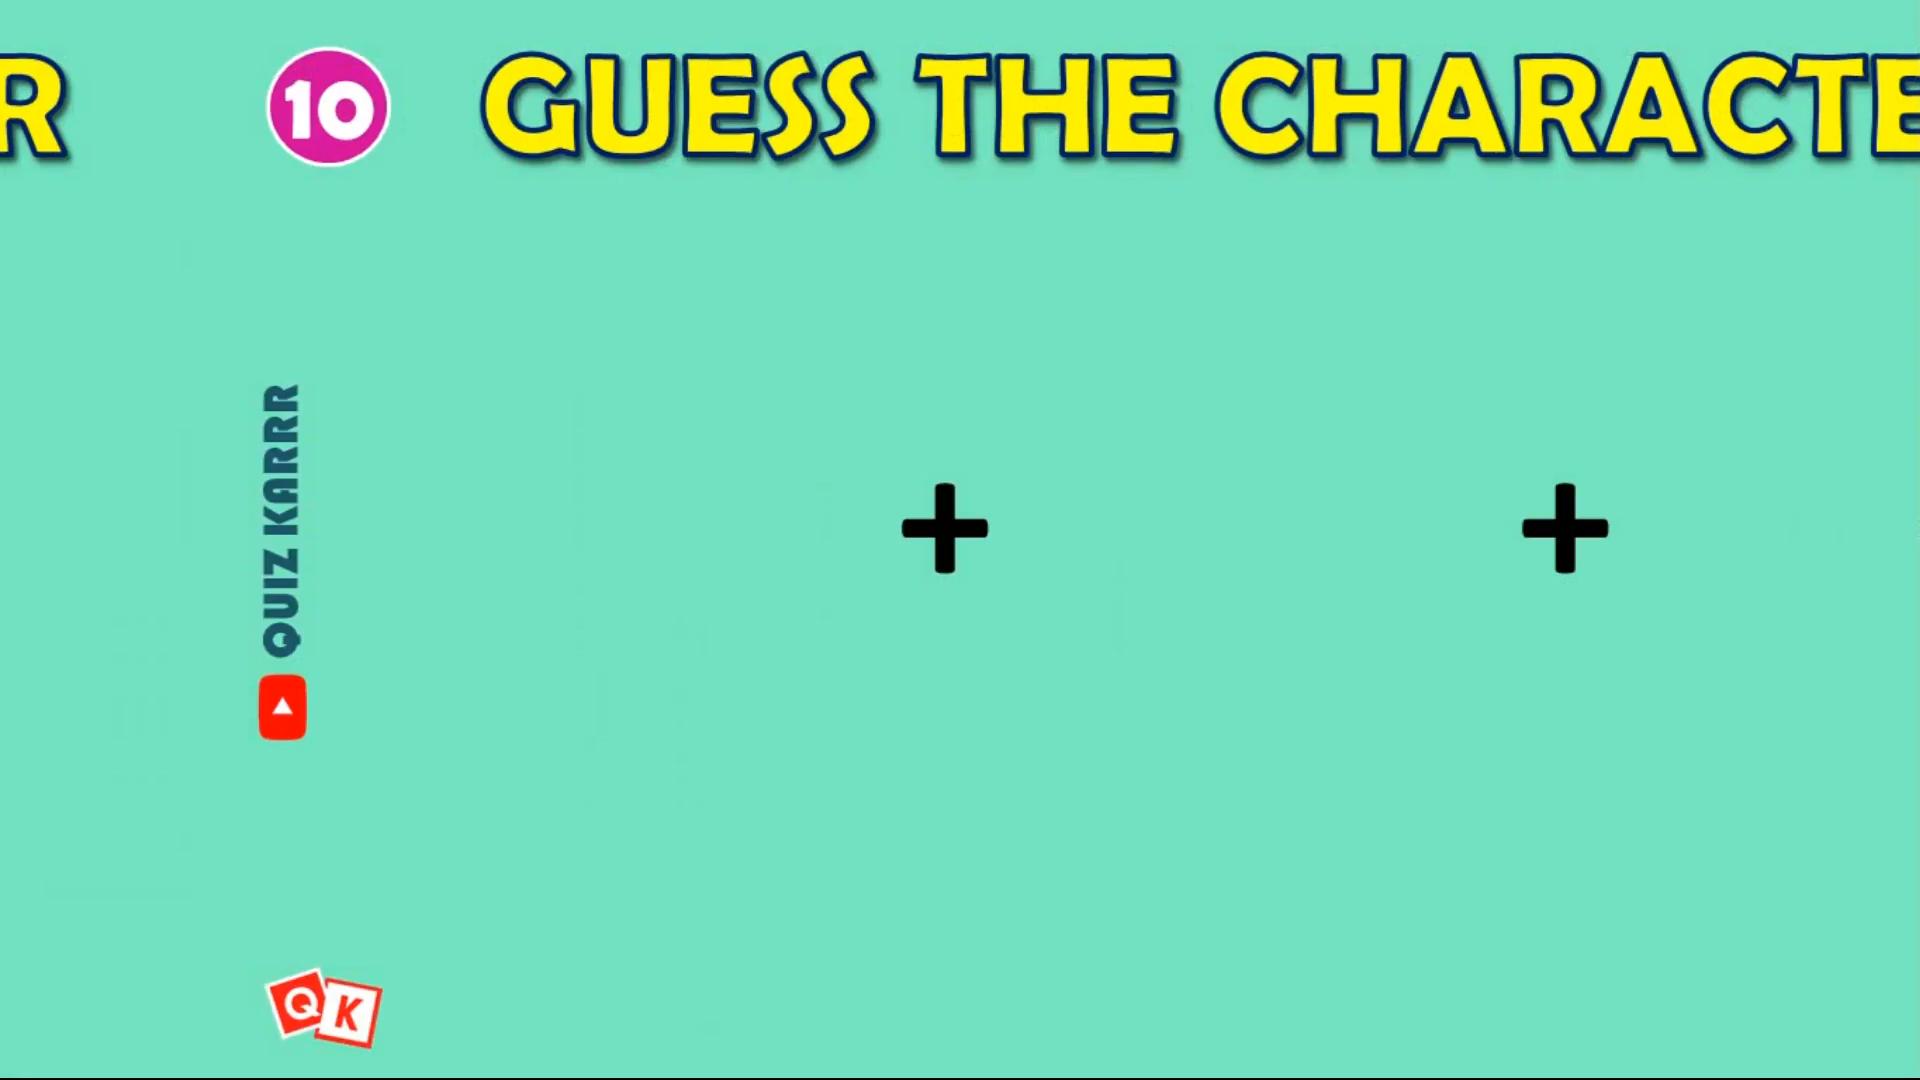 R
10
GUESS THE CHARACTE
QUIZ KARRR
+ +
QK